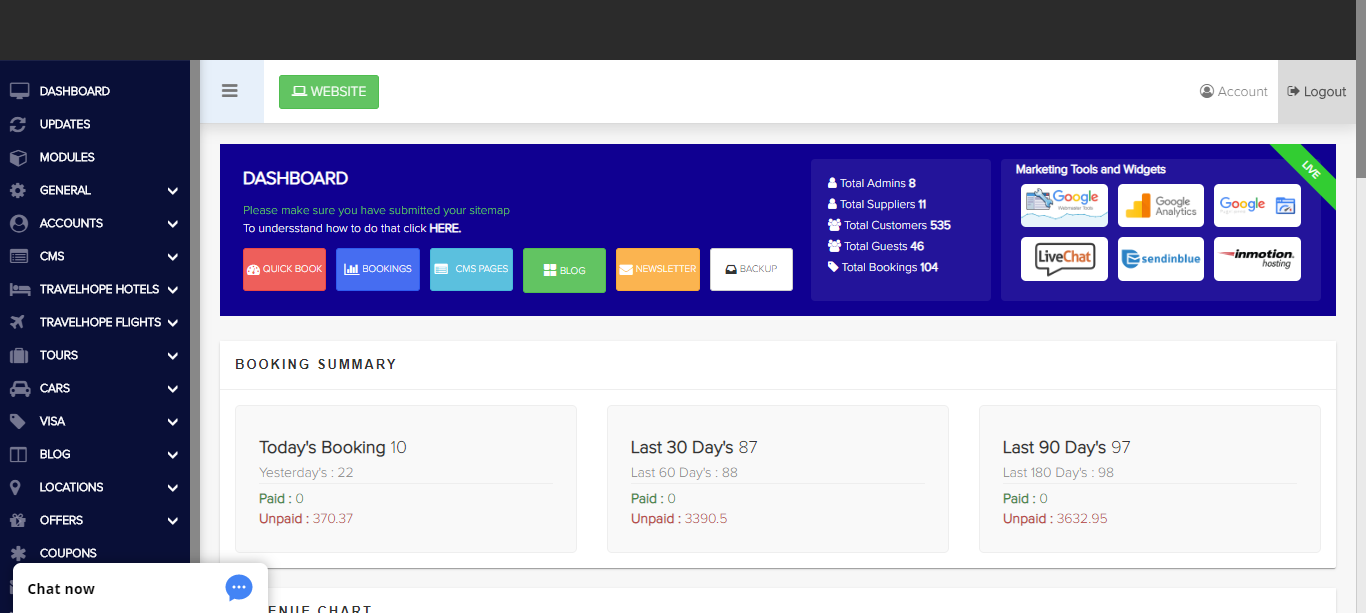 DASHBOARD
UPDATES
MODULES
GENERAL
ACCOUNTS
CMS
TRAVELHOPE HOTELS
TRAVELHOPE FLIGHTS
TOURS
CARS
VISA
BLOG
LOCATIONS
OFFERS
COUPONS
Chat now
WEBSITE
Account
Logout
DASHBOARD
Please make sure you have submitted your sitemap
To undersstand how to do that click HERE.
QUICK BOOK
BOOKINGS
CMS PAGES
BLOG
NEWSLETTER
BACKUP
Total Admins 8
Total Suppliers 11
Total Customers 535
Total Guests 46
Total Bookings 104
Marketing Tools and Widgets
LIVE
Google
Webmaster Tools
Google
Analytics
Google
LiveChat
sendinblue
inmotion
hosting
BOOKING SUMMARY
Today's Booking 10
Yesterday's : 22
Paid : 0
Unpaid : 370.37
Last 30 Day's 87
Last 60 Day's : 88
Paid : 0
Unpaid : 3390.5
Last 90 Day's 97
Last 180 Day's : 98
Paid : 0
Unpaid : 3632.95
ENUE CHART